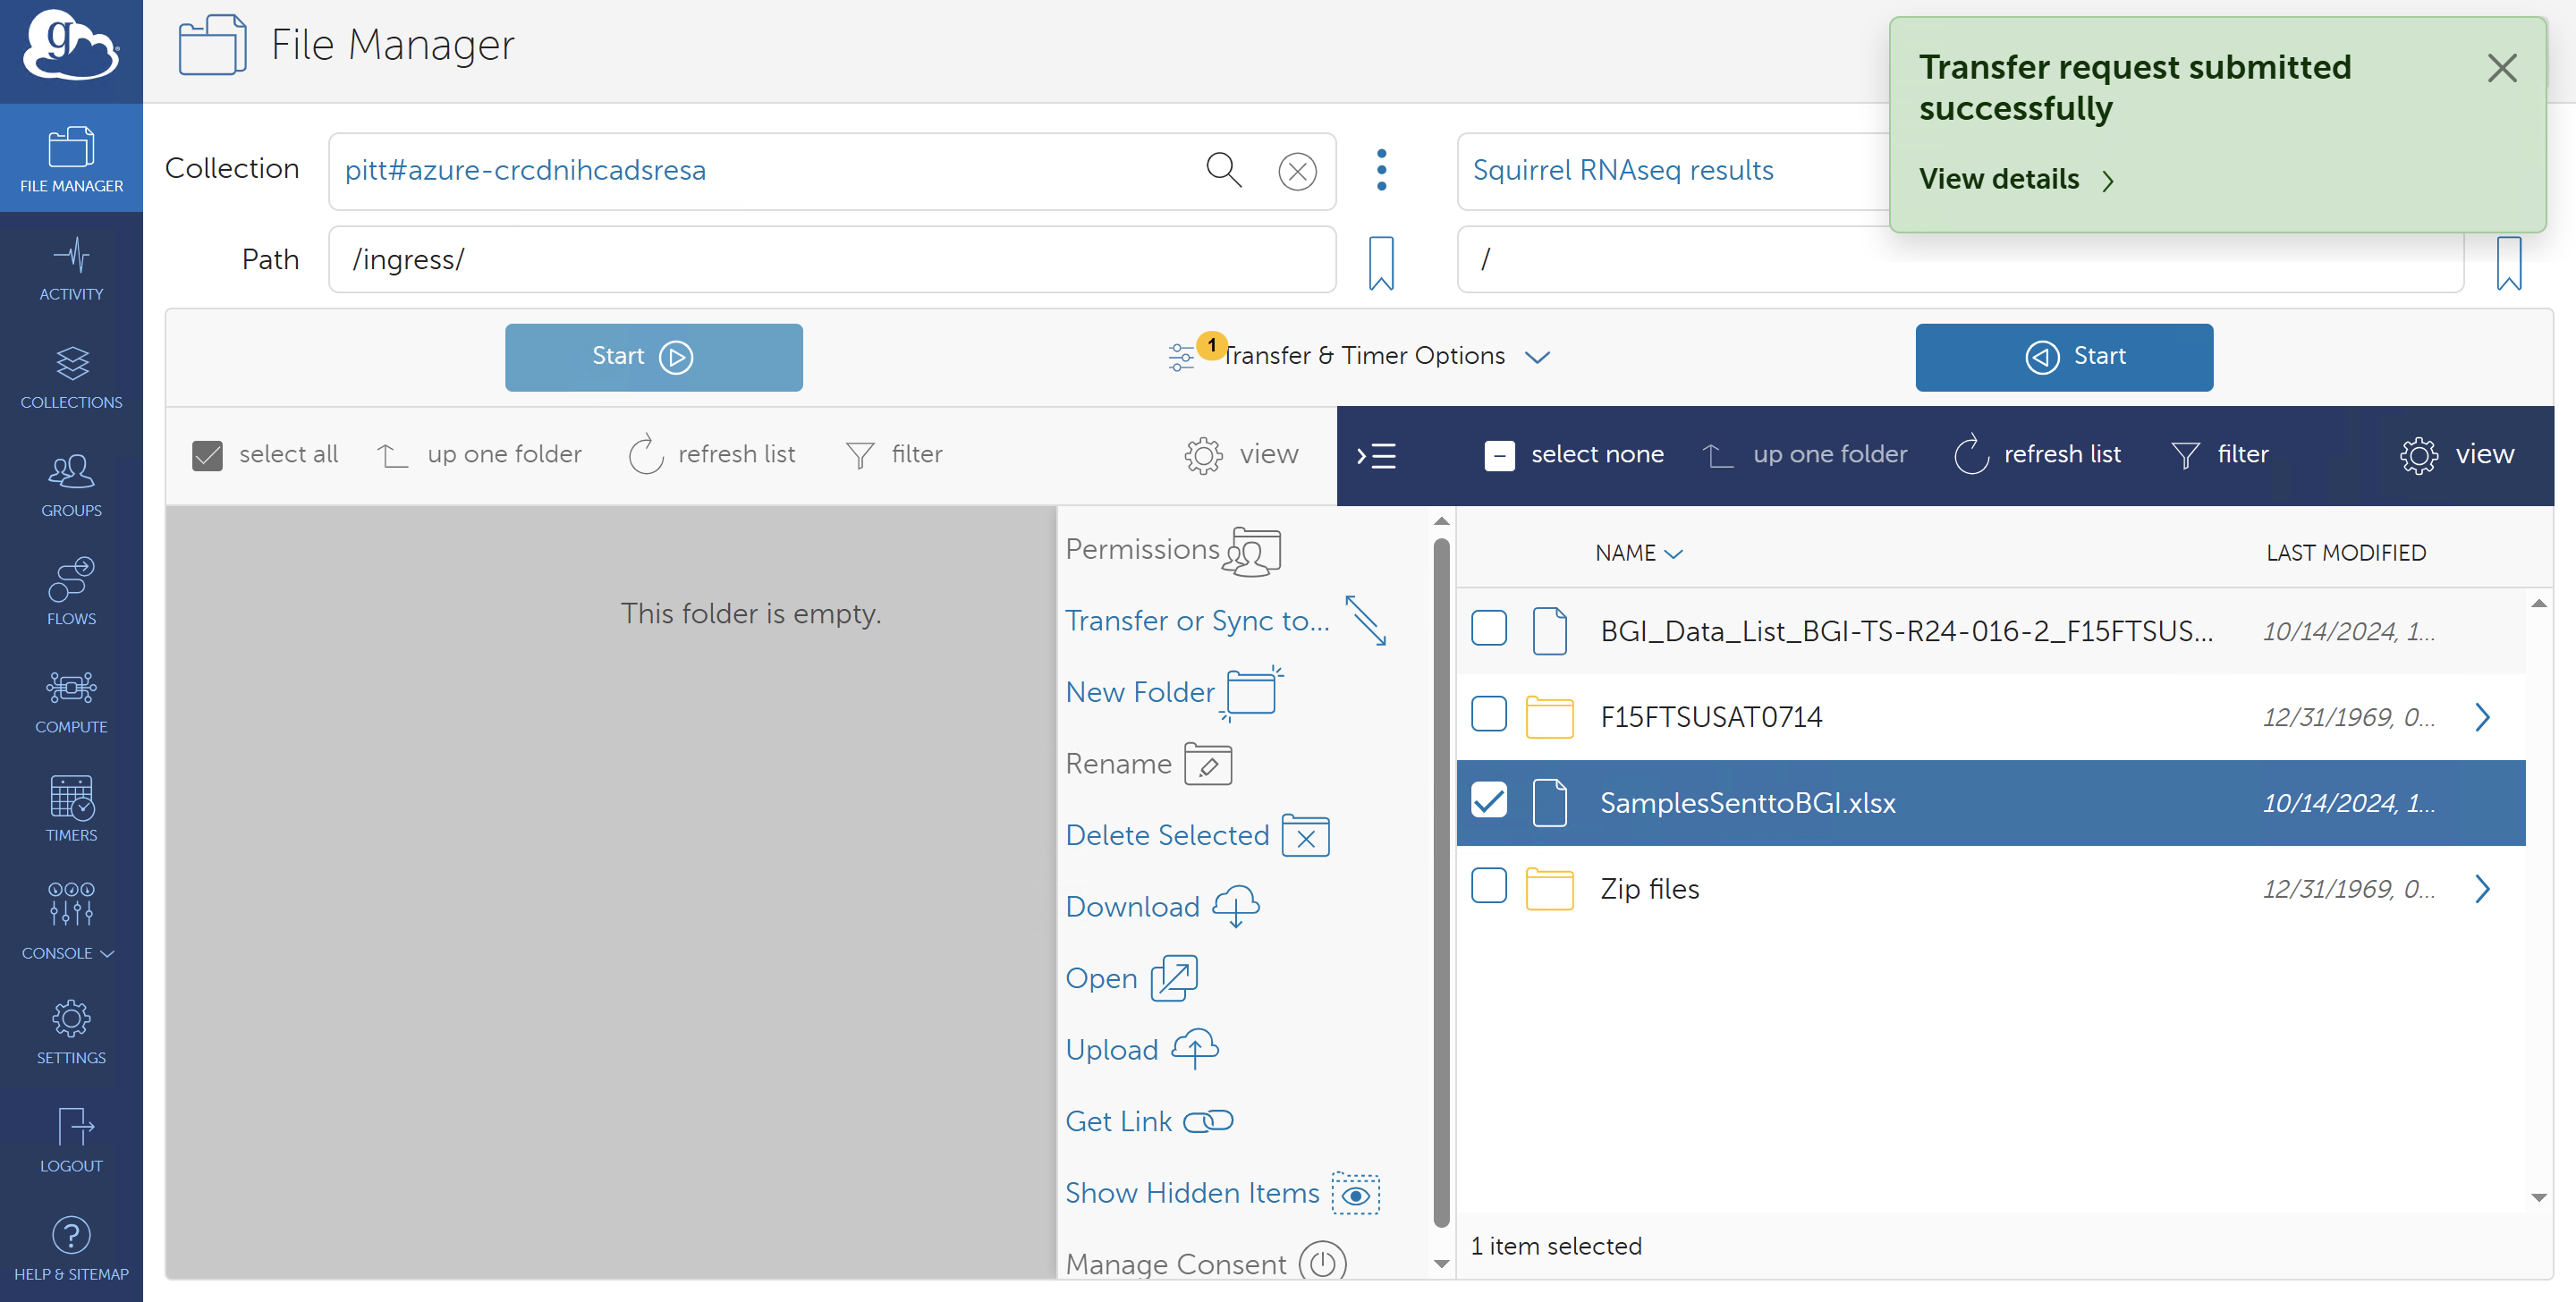 g
File Manager
Transfer request submitted
successfully
View details
FILE MANAGER
ACTIVITY
COLLECTIONS
GROUPS
FLOWS
COMPUTE
TIMERS
CONSOLE
SETTINGS
LOGOUT
HELP & SITEMAP
Collection
pitt#azure-crcdnihcadsresa
Squirrel RNAseq results
Path
/ingress/
/
Start
1
Transfer & Timer Options
Start
select all
up one folder
refresh list
filter
view
select none
up one folder
refresh list
filter
view
This folder is empty.
Permissions
Transfer or Sync to...
New Folder
Rename
Delete Selected
Download
Open
Upload
Get Link
Show Hidden Items
Manage Consent
NAME
LAST MODIFIED
BGI_Data_List_BGI-TS-R24-016-2_F15FTSUS...
10/14/2024, 1...
F15FTSUSAT0714
12/31/1969, 0...
SamplesSenttoBGI.xlsx
10/14/2024, 1...
Zip files
12/31/1969, 0...
1 item selected